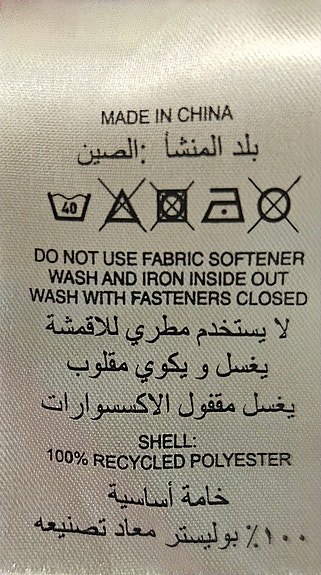 MADE IN CHINA
بلد المنشأ :الصين
40
DO NOT USE FABRIC SOFTENER
WASH AND IRON INSIDE OUT
WASH WITH FASTENERS CLOSED
لا يستخدم مطري للاقمشة
يغسل و يكوي مقلوب
يغسل مقفول الاكسسوارات
SHELL:
100% RECYCLED POLYESTER
خامة أساسية
١٠٠٪ بوليستر معاد تصنيعه